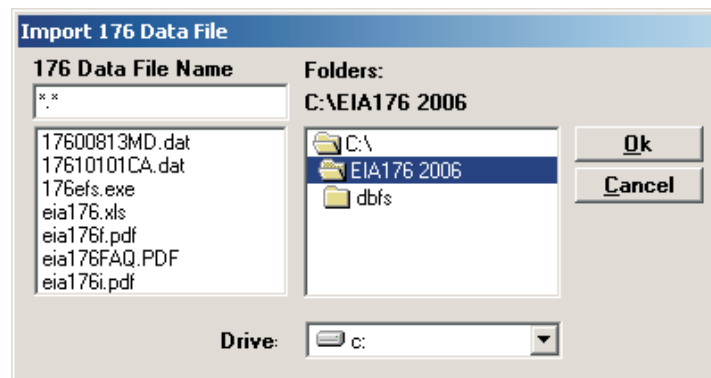 Import 176 Data File
176 Data File Name
*.*
17600813MD.dat
17610101CA.dat
176efs.exe
eia176.xls
eia176f.pdf
eia176FAQ.PDF
eia176i.pdf
Folders:
C:\EIA176 2006
C:\
EIA176 2006
dbfs
Ok
Cancel
Drive:
c: